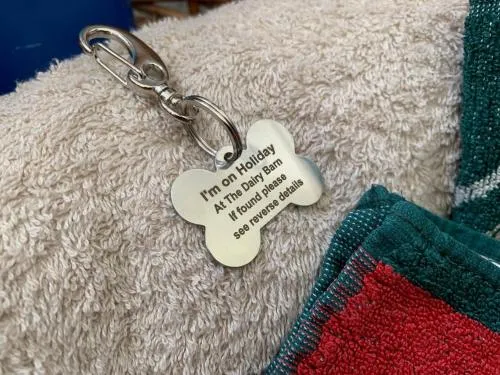 I'm on Holiday
At The Dairy Barn
If found please
see reverse details